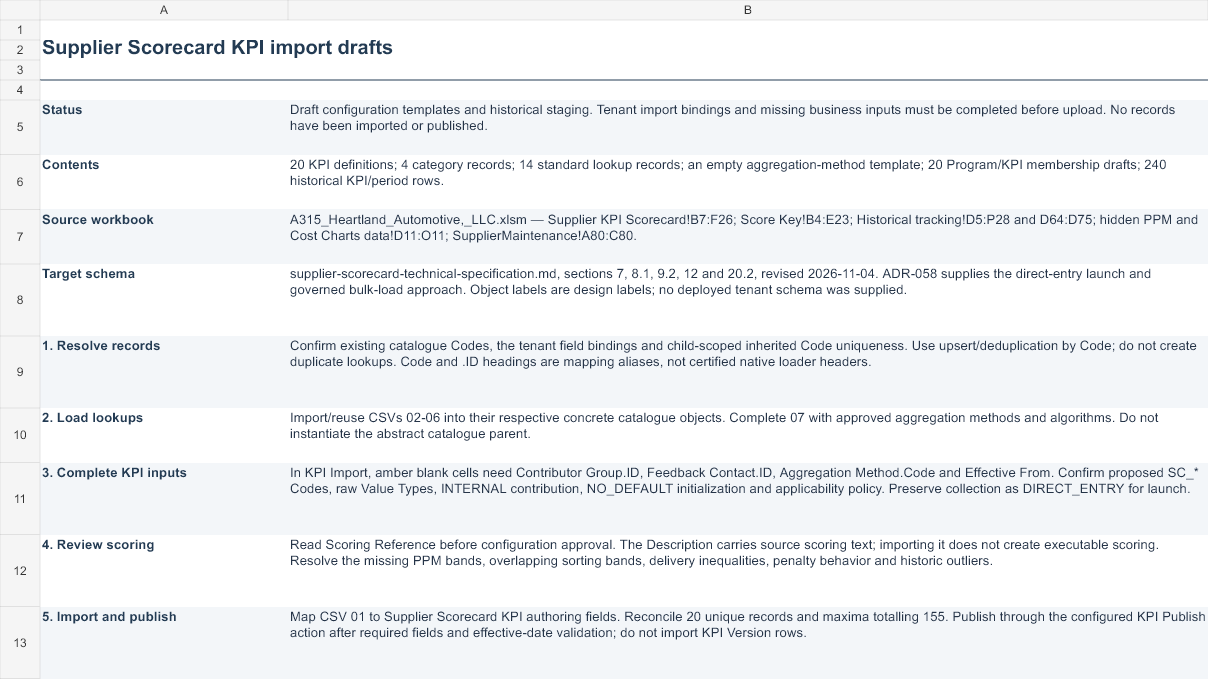 A B
1
2 Supplier Scorecard KPI import drafts
3
4
5 Status Draft configuration templates and historical staging. Tenant import bindings and missing business inputs must be completed before upload. No records
have been imported or published.
6 Contents 20 KPI definitions; 4 category records; 14 standard lookup records; an empty aggregation-method template; 20 Program/KPI membership drafts; 240
historical KPI/period rows.
7 Source workbook A315_Heartland_Automotive,_LLC.xlsm — Supplier KPI Scorecard!B7:F26; Score Key!B4:E23; Historical tracking!D5:P28 and D64:D75; hidden PPM and
Cost Charts data!D11:O11; SupplierMaintenance!A80:C80.
8 Target schema supplier-scorecard-technical-specification.md, sections 7, 8.1, 9.2, 12 and 20.2, revised 2026-11-04. ADR-058 supplies the direct-entry launch and
governed bulk-load approach. Object labels are design labels; no deployed tenant schema was supplied.
9 1. Resolve records Confirm existing catalogue Codes, the tenant field bindings and child-scoped inherited Code uniqueness. Use upsert/deduplication by Code; do not create
duplicate lookups. Code and .ID headings are mapping aliases, not certified native loader headers.
10 2. Load lookups Import/reuse CSVs 02-06 into their respective concrete catalogue objects. Complete 07 with approved aggregation methods and algorithms. Do not
instantiate the abstract catalogue parent.
11 3. Complete KPI inputs In KPI Import, amber blank cells need Contributor Group.ID, Feedback Contact.ID, Aggregation Method.Code and Effective From. Confirm proposed SC_*
Codes, raw Value Types, INTERNAL contribution, NO_DEFAULT initialization and applicability policy. Preserve collection as DIRECT_ENTRY for launch.
12 4. Review scoring Read Scoring Reference before configuration approval. The Description carries source scoring text; importing it does not create executable scoring.
Resolve the missing PPM bands, overlapping sorting bands, delivery inequalities, penalty behavior and historic outliers.
13 5. Import and publish Map CSV 01 to Supplier Scorecard KPI authoring fields. Reconcile 20 unique records and maxima totalling 155. Publish through the configured KPI Publish
action after required fields and effective-date validation; do not import KPI Version rows.